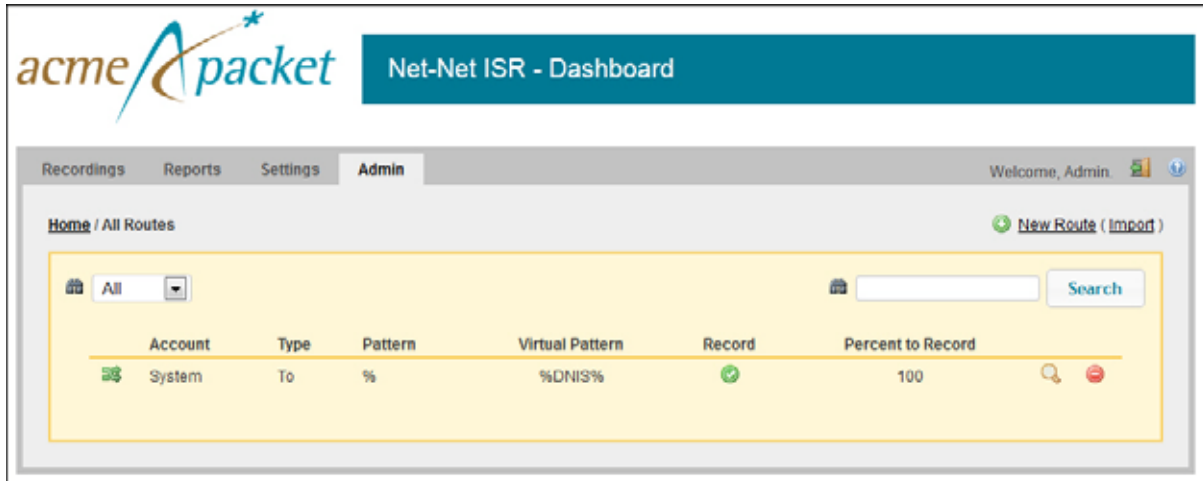 acme packet
Net-Net ISR - Dashboard
Recordings Reports Settings Admin
Welcome, Admin.
Home / All Routes
New Route ( Import )
All
Search
Account Type Pattern Virtual Pattern Record Percent to Record
System To % %DNIS% 100